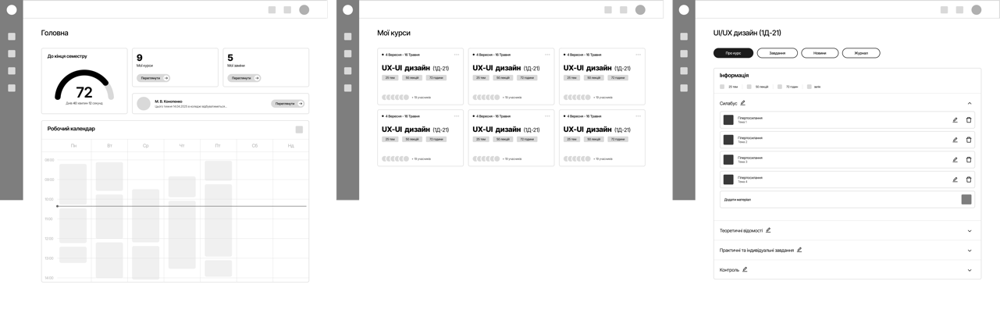 Головна
До кінця семестру
72
Днів 40 хвилин 13 секунд
9
Мої курси
Переглянути
5
Мої заміни
Переглянути
М. Б. Коноленко
Цього тижня 14.04.2025 в коледжі відбуватиметься...
Переглянути
Робочий календар
Пн Вт Ср Чт Пт Сб Нд
08:00
09:00
10:00
11:00
12:00
13:00
14:00
Мої курси
4 Вересня - 16 Травня
UX-UI дизайн (1Д-21)
25 тем 50 лекцій 72 години
+ 19 учасників
4 Вересня - 16 Травня
UX-UI дизайн (1Д-21)
25 тем 50 лекцій 72 години
+ 19 учасників
4 Вересня - 16 Травня
UX-UI дизайн (1Д-21)
25 тем 50 лекцій 72 години
+ 19 учасників
4 Вересня - 16 Травня
UX-UI дизайн (1Д-21)
25 тем 50 лекцій 72 години
+ 19 учасників
4 Вересня - 16 Травня
UX-UI дизайн (1Д-21)
25 тем 50 лекцій 72 години
+ 19 учасників
4 Вересня - 16 Травня
UX-UI дизайн (1Д-21)
25 тем 50 лекцій 72 години
+ 19 учасників
UI/UX дизайн (1Д-21)
Про курс Завдання Новини Журнал
Інформація
25 тем 50 лекцій 72 годин залік
Силабус
Гіперпосилання
Тема 1
Гіперпосилання
Тема 2
Гіперпосилання
Тема 3
Гіперпосилання
Тема 4
Додати матеріал
Теоретичні відомості
Практичні та індивідуальні завдання
Контроль